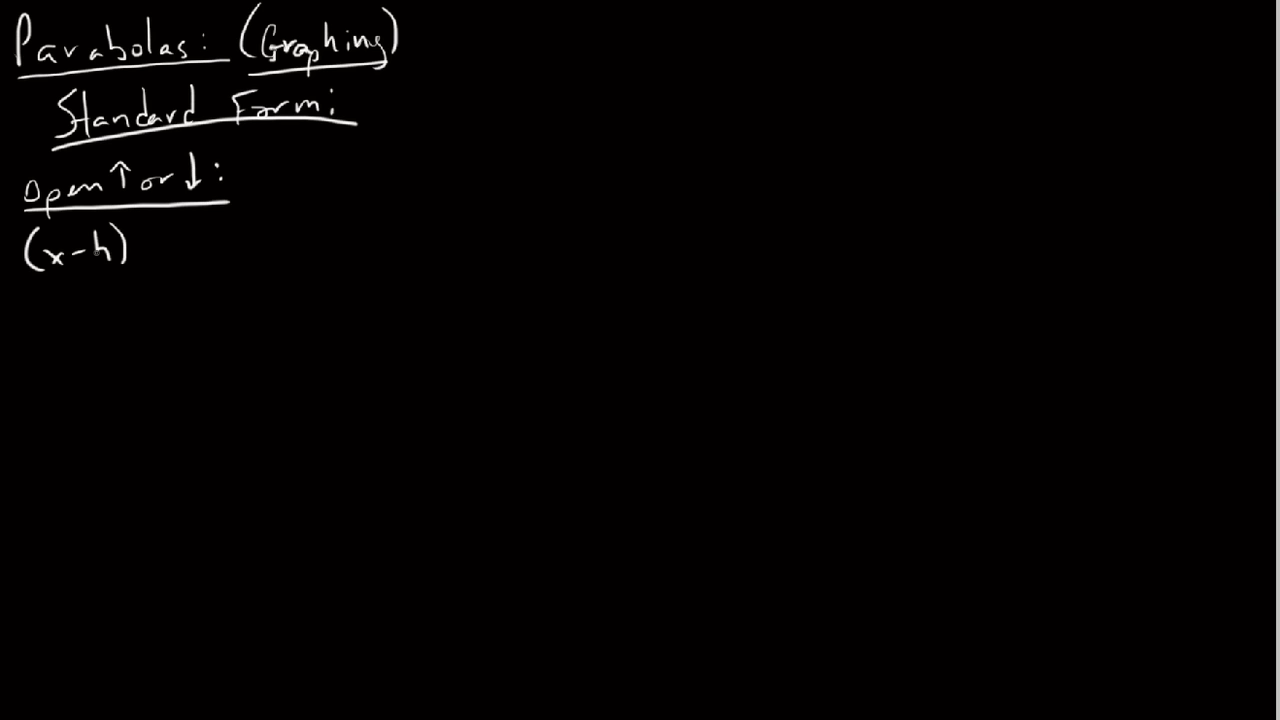 Parabolas: (Graphing)
Standard Form:
Open ↑ or ↓:
(x-h)